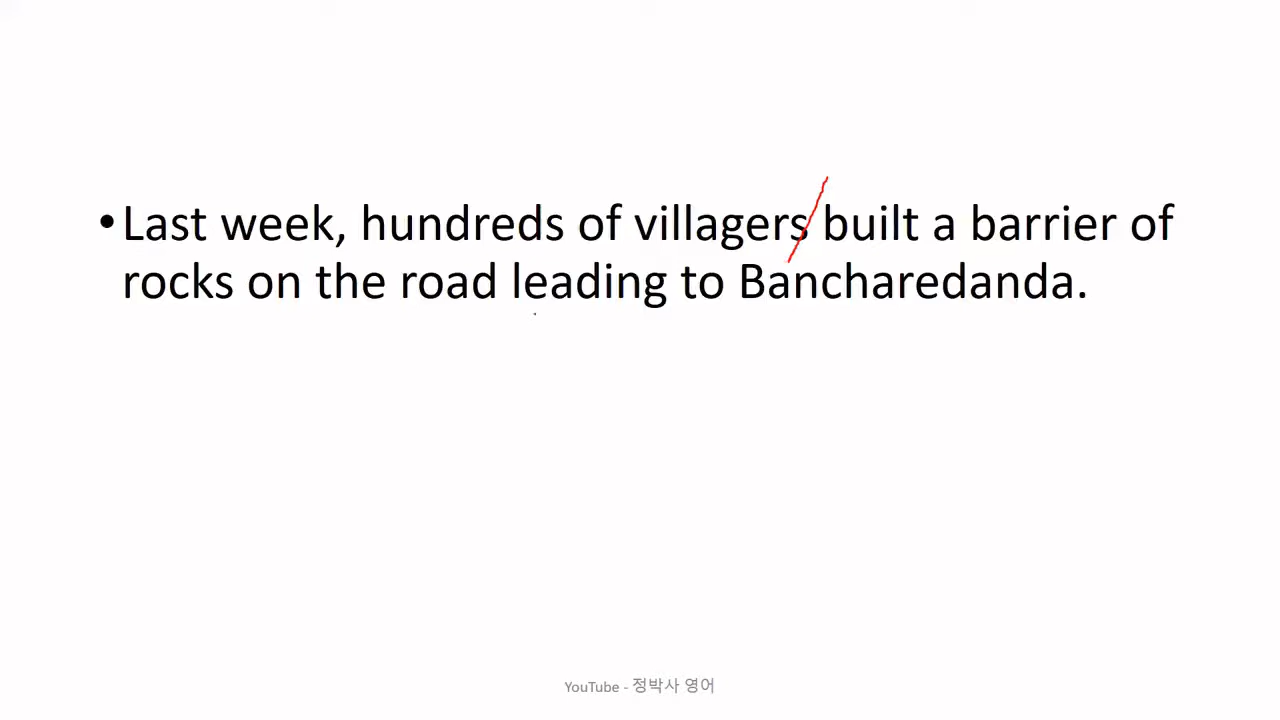 •Last week, hundreds of villagers built a barrier of
rocks on the road leading to Bancharedanda.
YouTube - 정박사 영어